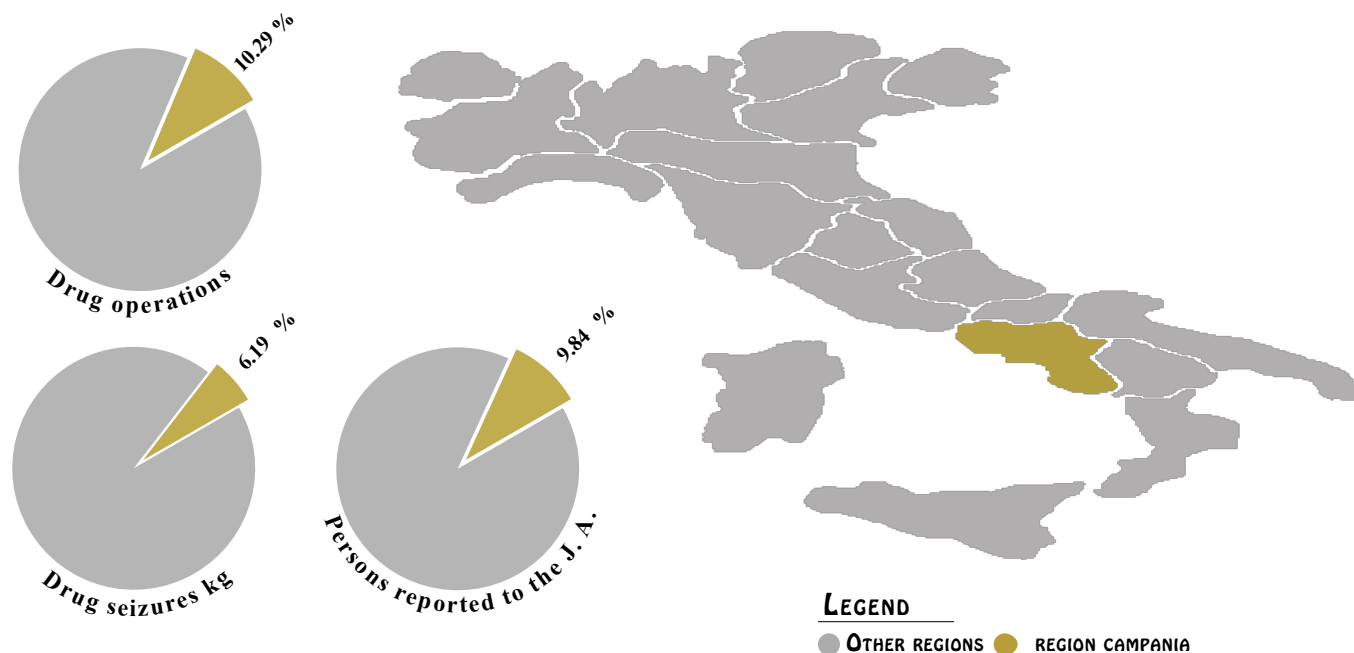 10.29 %
Drug operations
6.19 %
Drug seizures kg
9.84 %
Persons reported to the J. A.
LEGEND
OTHER REGIONS REGION CAMPANIA